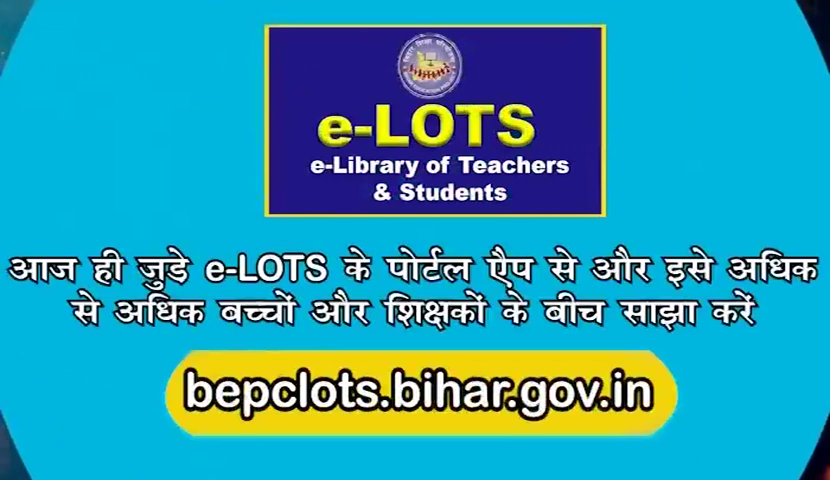 e-LOTS
e-Library of Teachers
& Students
आज ही जुडे e-LOTS के पोर्टल एैप से और इसे अधिक
से अधिक बच्चों और शिक्षकों के बीच साझा करें
bepclots.bihar.gov.in